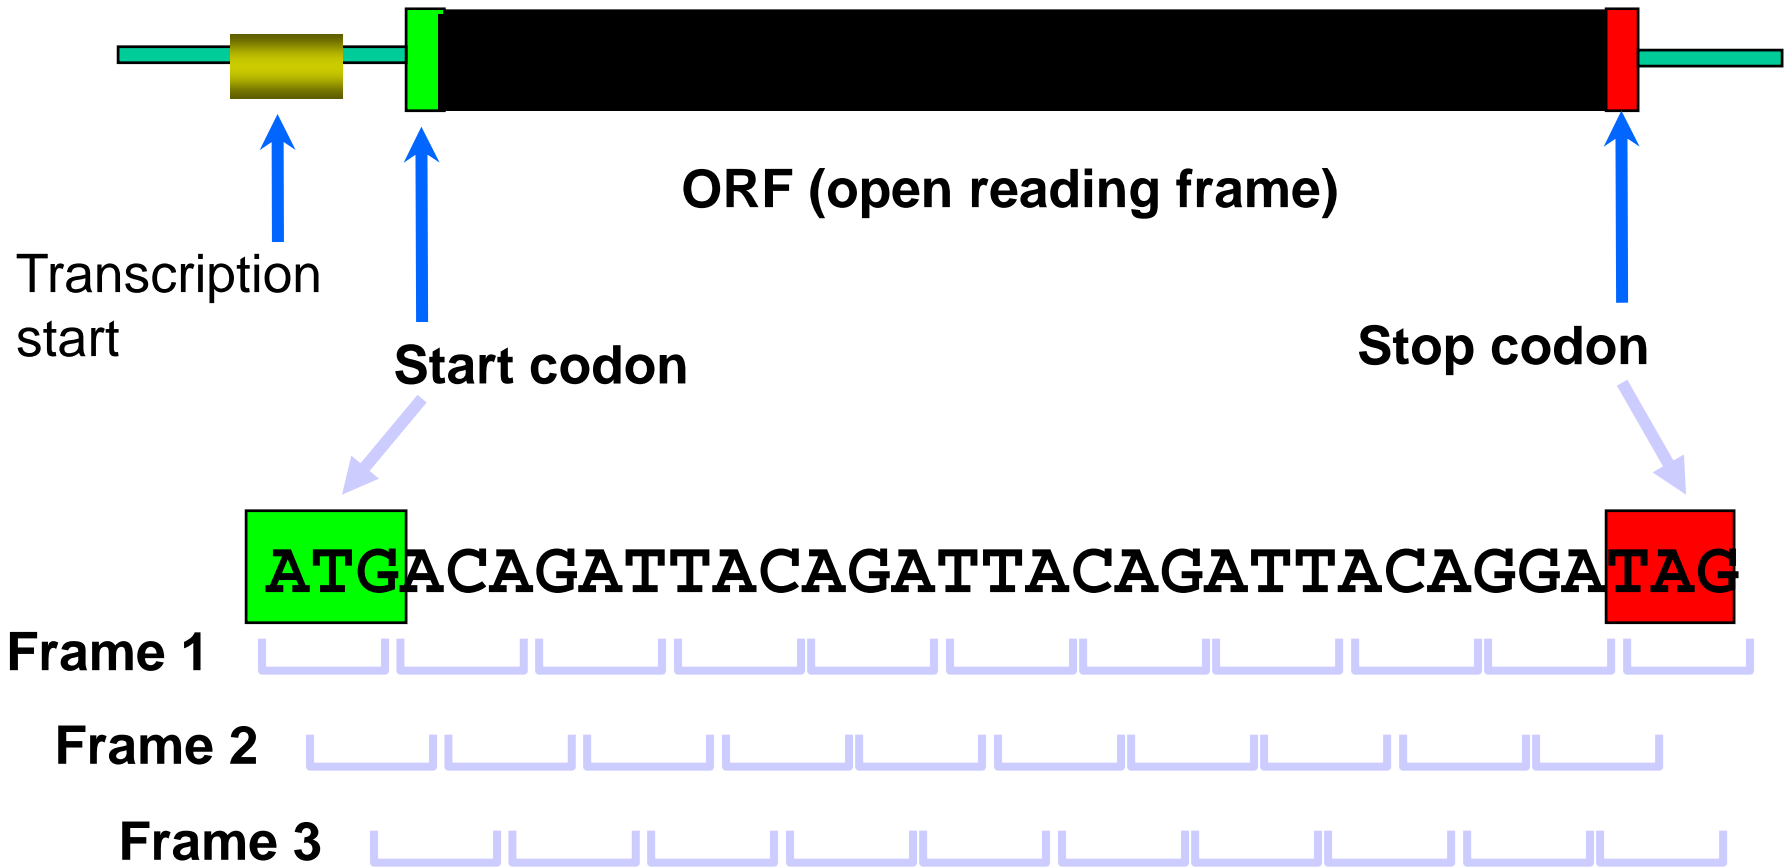 ORF (open reading frame)
Transcription
start
Start codon
Stop codon
ATGACAGATTACAGATTACAGATTACAGGATAG
Frame 1
Frame 2
Frame 3